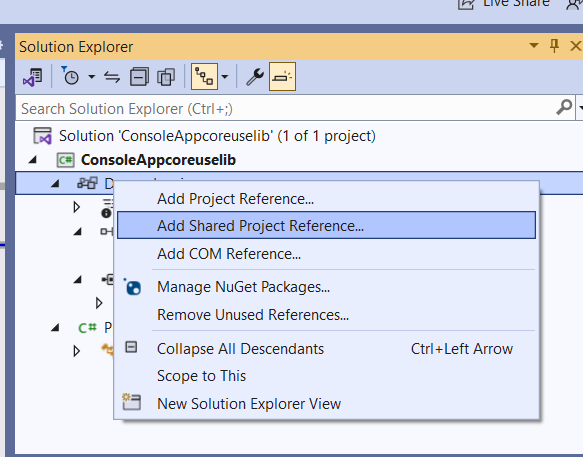 Live Share
Solution Explorer
Search Solution Explorer (Ctrl+;)
Solution 'ConsoleAppcoreuselib' (1 of 1 project)
C# ConsoleAppcoreuselib
Add Project Reference...
Add Shared Project Reference...
Add COM Reference...
Manage NuGet Packages...
Remove Unused References...
C# P
Collapse All Descendants Ctrl+Left Arrow
Scope to This
New Solution Explorer View